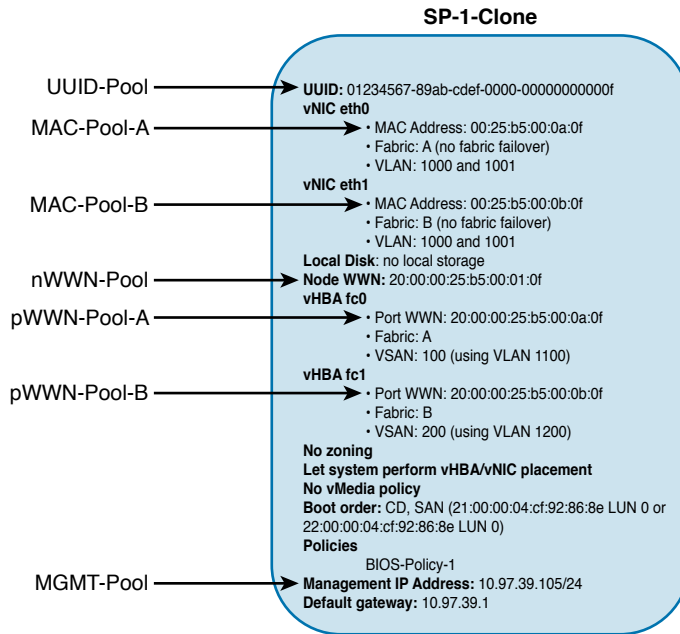 SP-1-Clone
UUID-Pool
UUID: 01234567-89ab-cdef-0000-00000000000f
vNIC eth0
MAC-Pool-A
• MAC Address: 00:25:b5:00:0a:0f
• Fabric: A (no fabric failover)
• VLAN: 1000 and 1001
vNIC eth1
MAC-Pool-B
• MAC Address: 00:25:b5:00:0b:0f
• Fabric: B (no fabric failover)
• VLAN: 1000 and 1001
Local Disk: no local storage
nWWN-Pool
Node WWN: 20:00:00:25:b5:00:01:0f
vHBA fc0
pWWN-Pool-A
• Port WWN: 20:00:00:25:b5:00:0a:0f
• Fabric: A
• VSAN: 100 (using VLAN 1100)
vHBA fc1
pWWN-Pool-B
• Port WWN: 20:00:00:25:b5:00:0b:0f
• Fabric: B
• VSAN: 200 (using VLAN 1200)
No zoning
Let system perform vHBA/vNIC placement
No vMedia policy
Boot order: CD, SAN (21:00:00:04:cf:92:86:8e LUN 0 or
22:00:00:04:cf:92:86:8e LUN 0)
Policies
BIOS-Policy-1
MGMT-Pool
Management IP Address: 10.97.39.105/24
Default gateway: 10.97.39.1